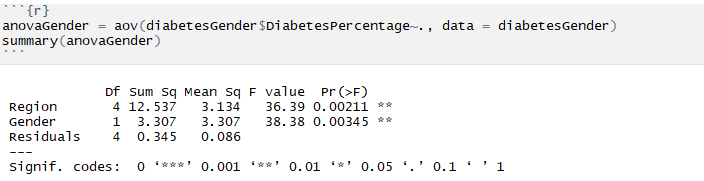 ```{r}
anovaGender = aov(diabetesGender$DiabetesPercentage~., data = diabetesGender)
summary(anovaGender)
```
            Df Sum Sq Mean Sq F value  Pr(>F)
Region       4 12.537   3.134   36.39 0.00211 **
Gender       1  3.307   3.307   38.38 0.00345 **
Residuals    4  0.345   0.086
---
Signif. codes:  0 ‘***’ 0.001 ‘**’ 0.01 ‘*’ 0.05 ‘.’ 0.1 ‘ ’ 1